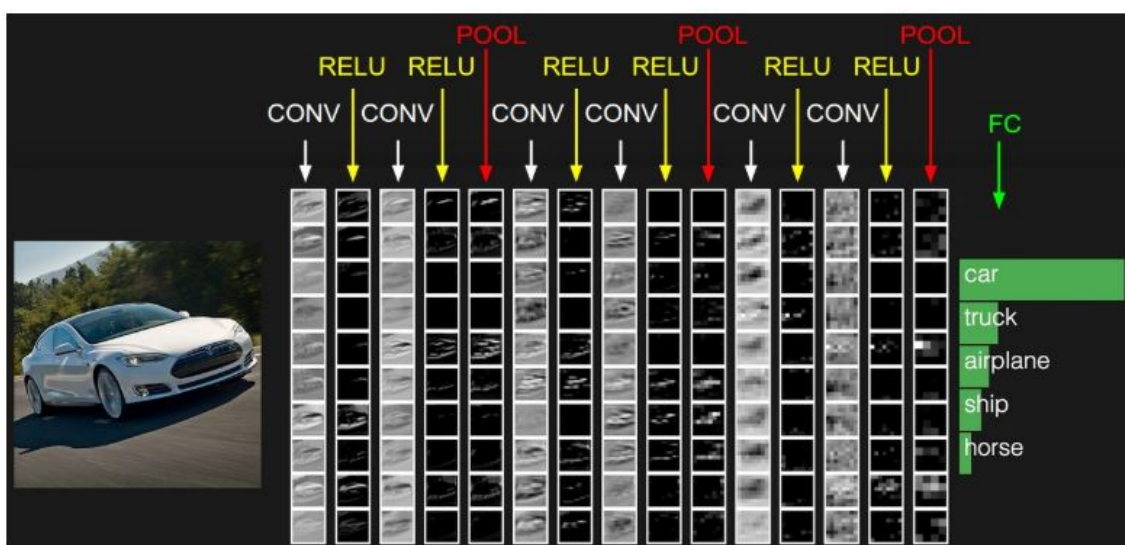 POOL POOL POOL
RELU RELU RELU RELU RELU RELU
CONV CONV CONV CONV CONV CONV
FC
car
truck
airplane
ship
horse